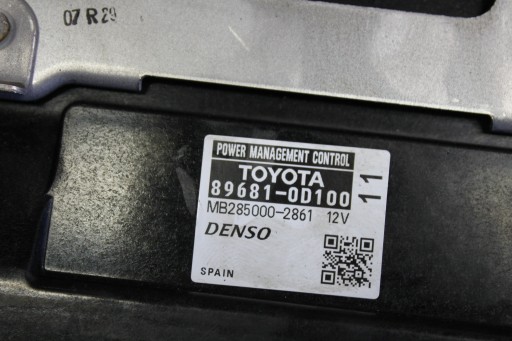 07 R 29
POWER MANAGEMENT CONTROL
TOYOTA
89681-0D100
11
MB285000-2861 12V
DENSO
SPAIN